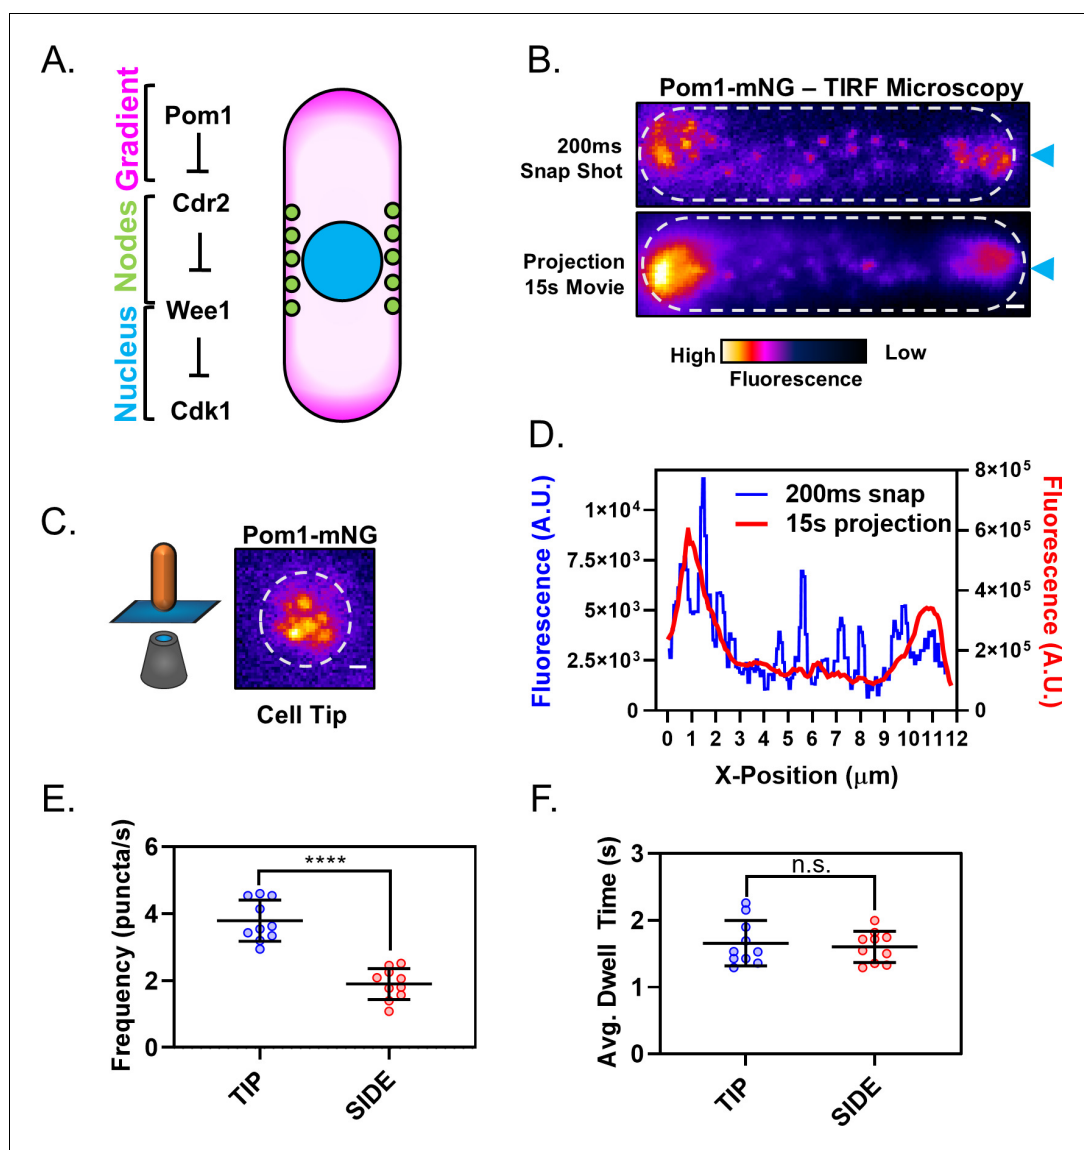 A.
Gradient
Nodes
Nucleus
Pom1
Cdr2
Wee1
Cdk1
B.
Pom1-mNG – TIRF Microscopy
200ms
Snap Shot
Projection
15s Movie
High
Low
Fluorescence
C.
Pom1-mNG
Cell Tip
D.
Fluorescence (A.U.)
1×10⁴
7.5×10³
5×10³
2.5×10³
0
200ms snap
15s projection
8×10⁵
6×10⁵
4×10⁵
2×10⁵
0
Fluorescence (A.U.)
0 1 2 3 4 5 6 7 8 9 10 11 12
X-Position (μm)
E.
Frequency (puncta/s)
6
4
2
0
****
TIP
SIDE
F.
Avg. Dwell Time (s)
3
2
1
0
n.s.
TIP
SIDE